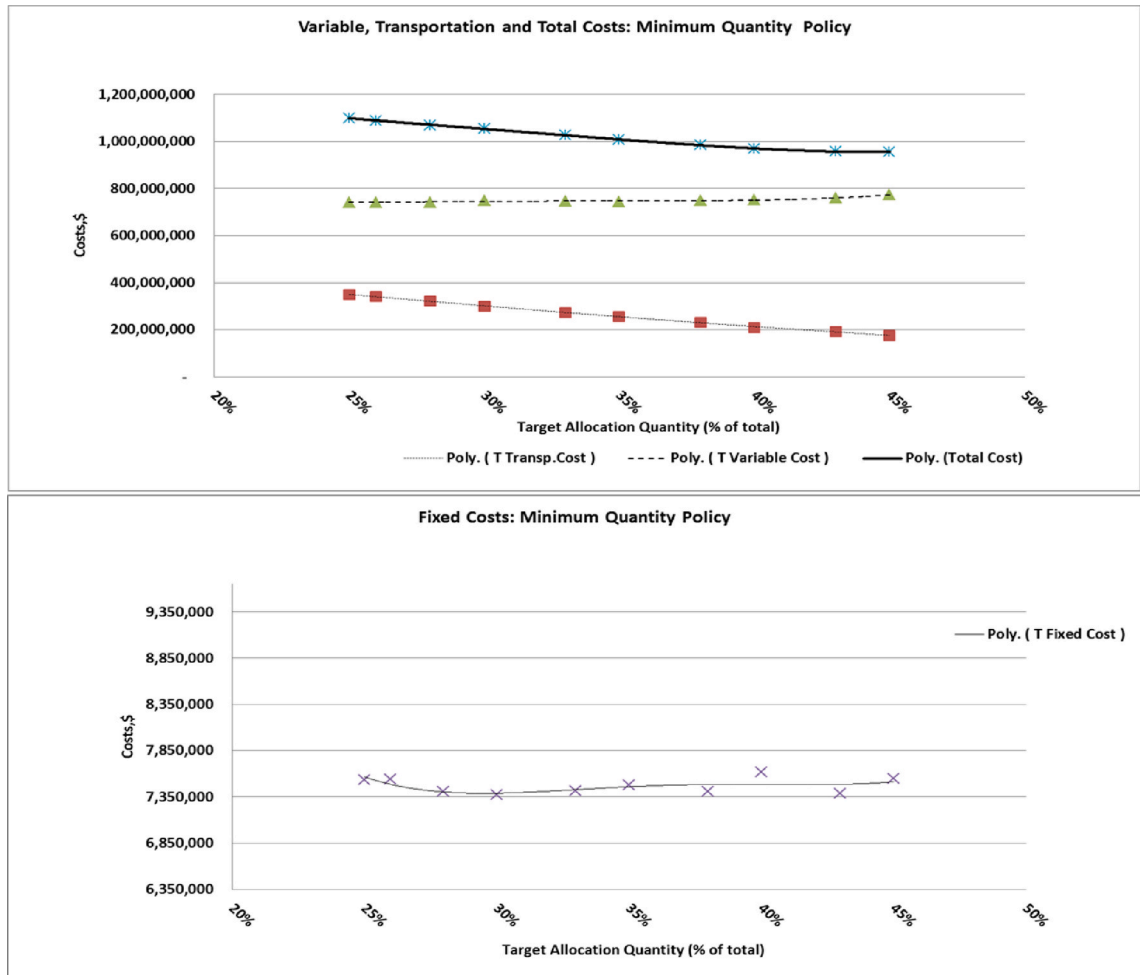 Variable, Transportation and Total Costs: Minimum Quantity Policy
1,200,000,000
1,000,000,000
800,000,000
600,000,000
400,000,000
200,000,000
-
Costs,$
20%
25%
30%
35%
40%
45%
50%
Target Allocation Quantity (% of total)
Poly. ( T Transp.Cost )
Poly. ( T Variable Cost )
Poly. (Total Cost)
Fixed Costs: Minimum Quantity Policy
9,350,000
8,850,000
8,350,000
7,850,000
7,350,000
6,850,000
6,350,000
Costs,$
Poly. ( T Fixed Cost )
20%
25%
30%
35%
40%
45%
50%
Target Allocation Quantity (% of total)